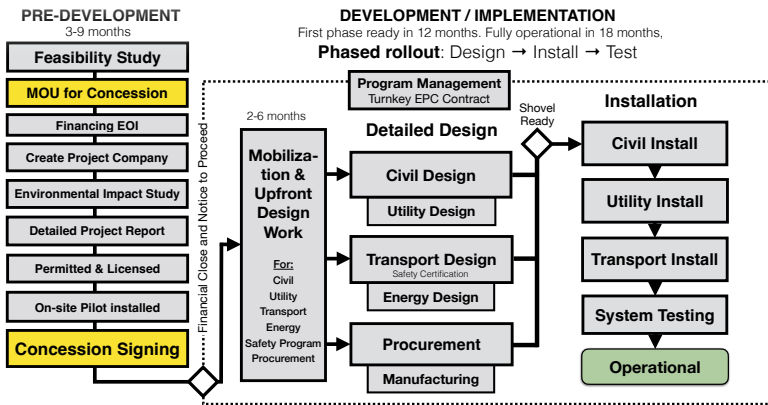 PRE-DEVELOPMENT
3-9 months
Feasibility Study
MOU for Concession
Financing EOI
Create Project Company
Environmental Impact Study
Detailed Project Report
Permitted & Licensed
On-site Pilot installed
Concession Signing
Financial Close and Notice to Proceed
DEVELOPMENT / IMPLEMENTATION
First phase ready in 12 months. Fully operational in 18 months,
Phased rollout: Design → Install → Test
Program Management
Turnkey EPC Contract
2-6 months
Mobiliza-
tion &
Upfront
Design
Work
For:
Civil
Utility
Transport
Energy
Safety Program
Procurement
Detailed Design
Civil Design
Utility Design
Transport Design
Safety Certification
Energy Design
Procurement
Manufacturing
Shovel
Ready
Installation
Civil Install
Utility Install
Transport Install
System Testing
Operational